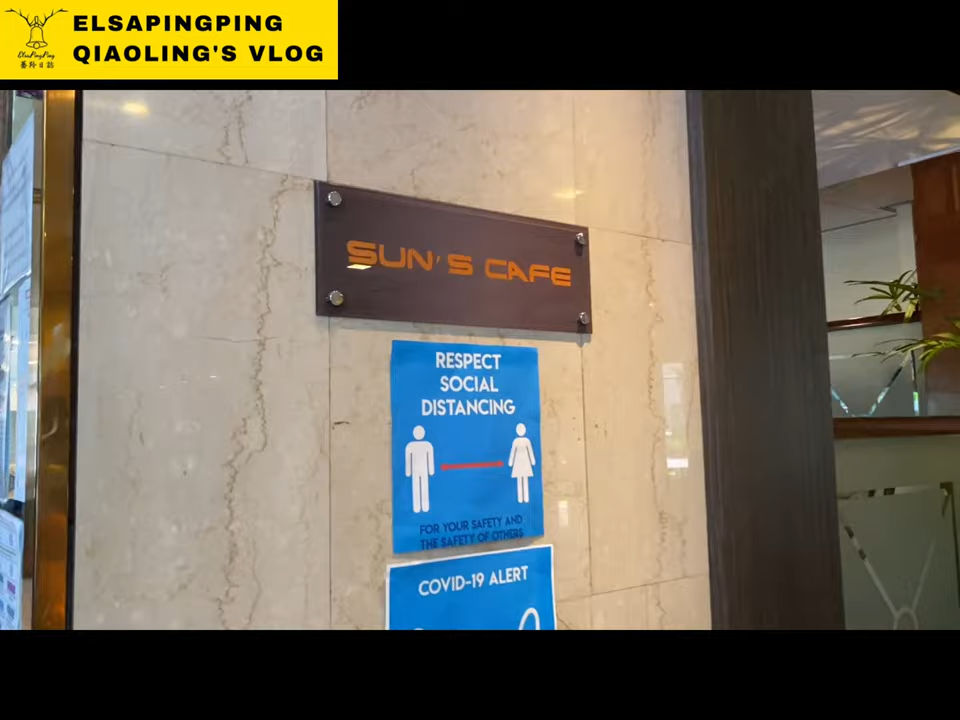 ELSAPINGPING
QIAOLING'S VLOG
ElsaPingPing
SUN'S CAFE
RESPECT
SOCIAL
DISTANCING
FOR YOUR SAFETY AND
THE SAFETY OF OTHERS
COVID-19 ALERT